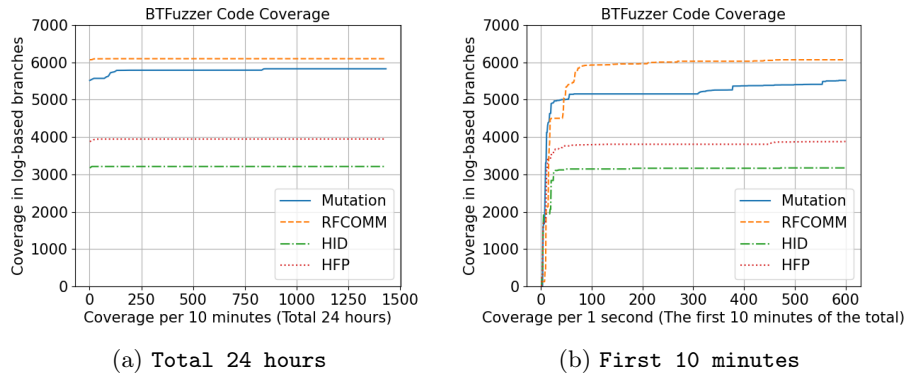 BTFuzzer Code Coverage
7000
6000
5000
4000
3000
2000
1000
0
Coverage in log-based branches
Mutation
RFCOMM
HID
HFP
0 250 500 750 1000 1250 1500
Coverage per 10 minutes (Total 24 hours)
(a) Total 24 hours
BTFuzzer Code Coverage
7000
6000
5000
4000
3000
2000
1000
0
Coverage in log-based branches
Mutation
RFCOMM
HID
HFP
0 100 200 300 400 500 600
Coverage per 1 second (The first 10 minutes of the total)
(b) First 10 minutes